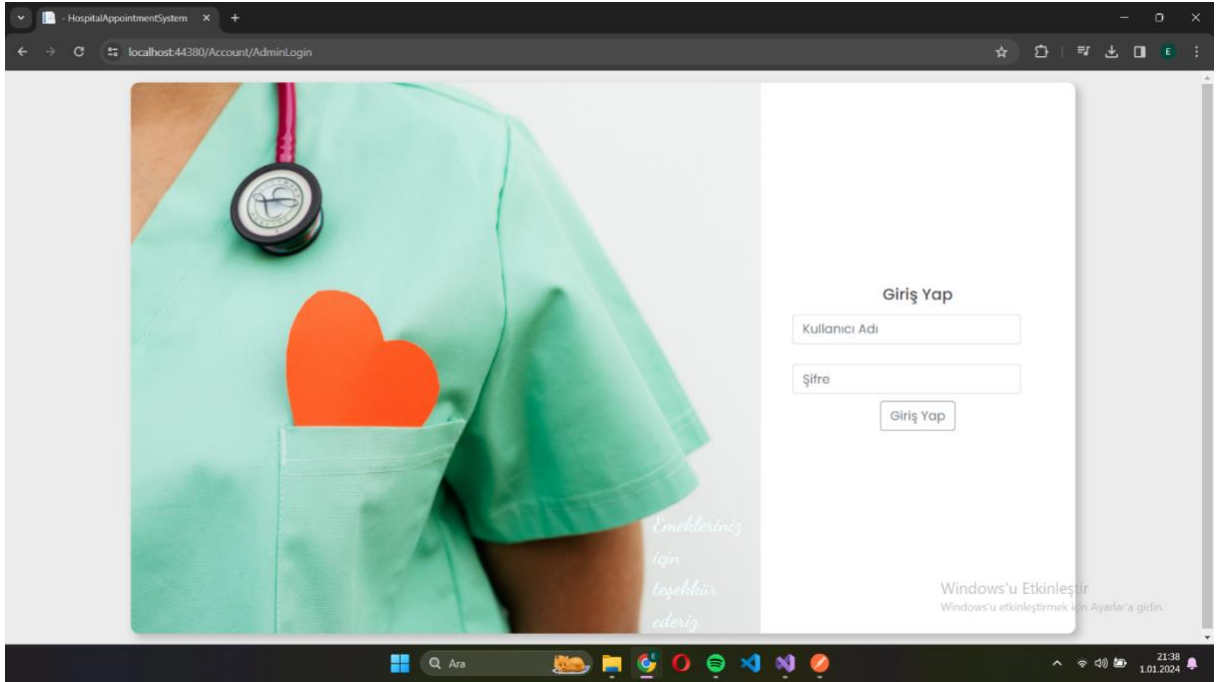 - HospitalAppointmentSystem
localhost:44380/Account/AdminLogin
E
Giriş Yap
Kullanıcı Adı
Şifre
Giriş Yap
Emekleriniz
için
teşekkür
ederiz
Windows'u Etkinleştir
Windows'u etkinleştirmek için Ayarlar'a gidin.
Ara
21:38
1.01.2024